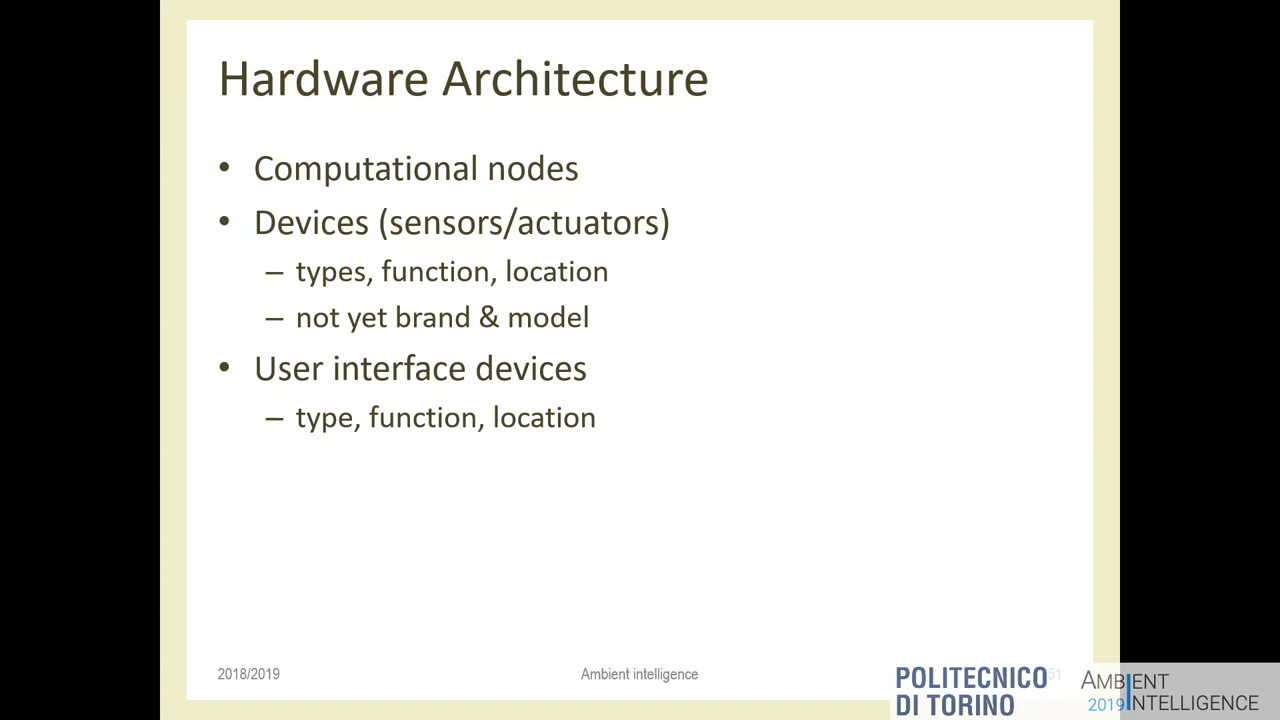 Hardware Architecture
• Computational nodes
• Devices (sensors/actuators)
– types, function, location
– not yet brand & model
• User interface devices
– type, function, location
2018/2019
Ambient intelligence
51
POLITECNICO
DI TORINO
AMBIENT
2019 INTELLIGENCE